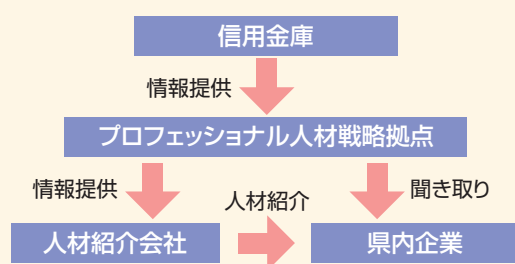 信用金庫
情報提供
プロフェッショナル人材戦略拠点
情報提供
人材紹介
聞き取り
人材紹介会社
県内企業